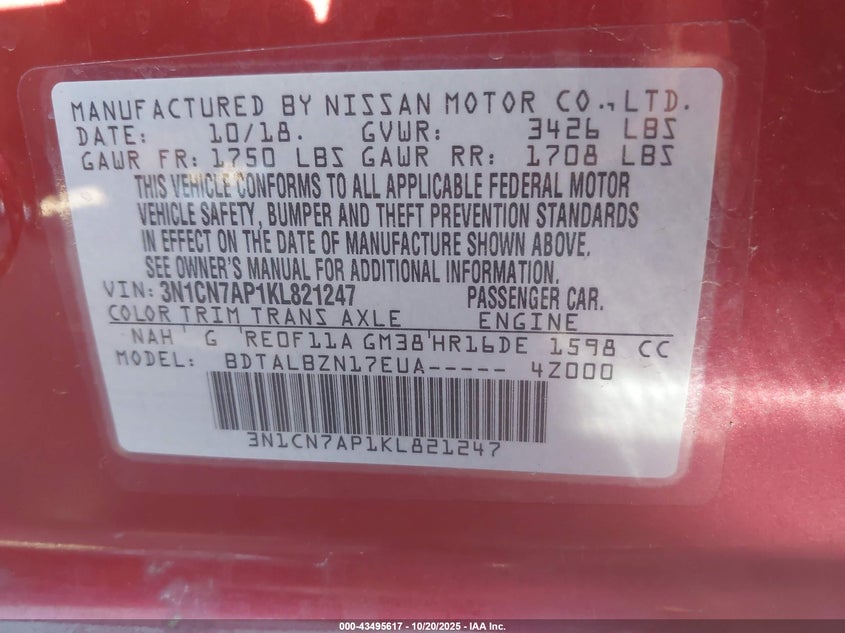 MANUFACTURED BY NISSAN MOTOR CO.,LTD.
DATE: 10/18. GVWR: 3426 LBS
GAWR FR: 1750 LBS GAWR RR: 1708 LBS
THIS VEHICLE CONFORMS TO ALL APPLICABLE FEDERAL MOTOR
VEHICLE SAFETY, BUMPER AND THEFT PREVENTION STANDARDS
IN EFFECT ON THE DATE OF MANUFACTURE SHOWN ABOVE.
SEE OWNER'S MANUAL FOR ADDITIONAL INFORMATION.
VIN: 3N1CN7AP1KL821247 PASSENGER CAR.
COLOR TRIM TRANS AXLE ENGINE
NAH G RE0F11A GM38 HR16DE 1598 CC
MODEL: BDTALBZN17EUA----- 4Z000
3N1CN7AP1KL821247
000-43495617 | 10/20/2025 - IAA Inc.